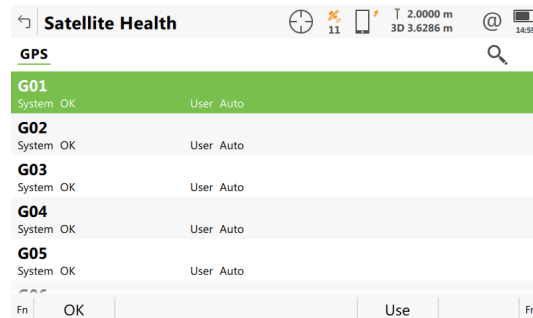 Satellite Health
11
2.0000 m
3D 3.6286 m
@
14:59
GPS
G01
System OK User Auto
G02
System OK User Auto
G03
System OK User Auto
G04
System OK User Auto
G05
System OK User Auto
Fn OK Use